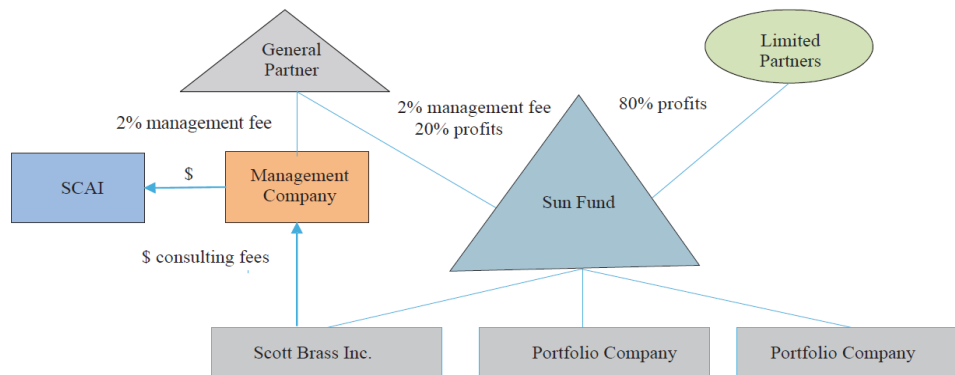 General
Partner
Limited
Partners
2% management fee
2% management fee
20% profits
80% profits
SCAI
$
Management
Company
Sun Fund
$ consulting fees
Scott Brass Inc.
Portfolio Company
Portfolio Company